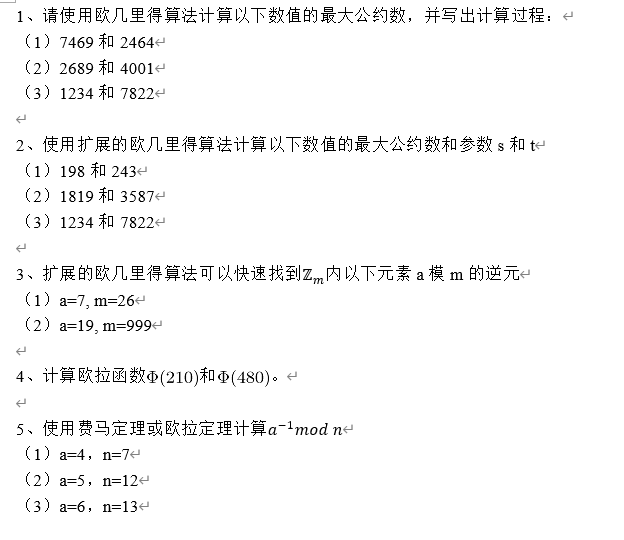 1、请使用欧几里得算法计算以下数值的最大公约数，并写出计算过程：
（1）7469 和 2464
（2）2689 和 4001
（3）1234 和 7822
2、使用扩展的欧几里得算法计算以下数值的最大公约数和参数 s 和 t
（1）198 和 243
（2）1819 和 3587
（3）1234 和 7822
3、扩展的欧几里得算法可以快速找到ℤₘ内以下元素 a 模 m 的逆元
（1）a=7, m=26
（2）a=19, m=999
4、计算欧拉函数Φ(210)和Φ(480)。
5、使用费马定理或欧拉定理计算a⁻¹mod n
（1）a=4，n=7
（2）a=5，n=12
（3）a=6，n=13